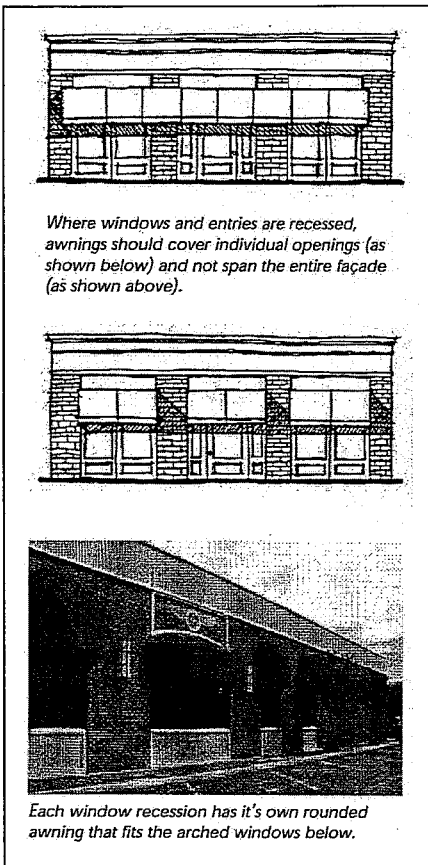 Where windows and entries are recessed,
awnings should cover individual openings (as
shown below) and not span the entire façade
(as shown above).
Each window recession has it's own rounded
awning that fits the arched windows below.